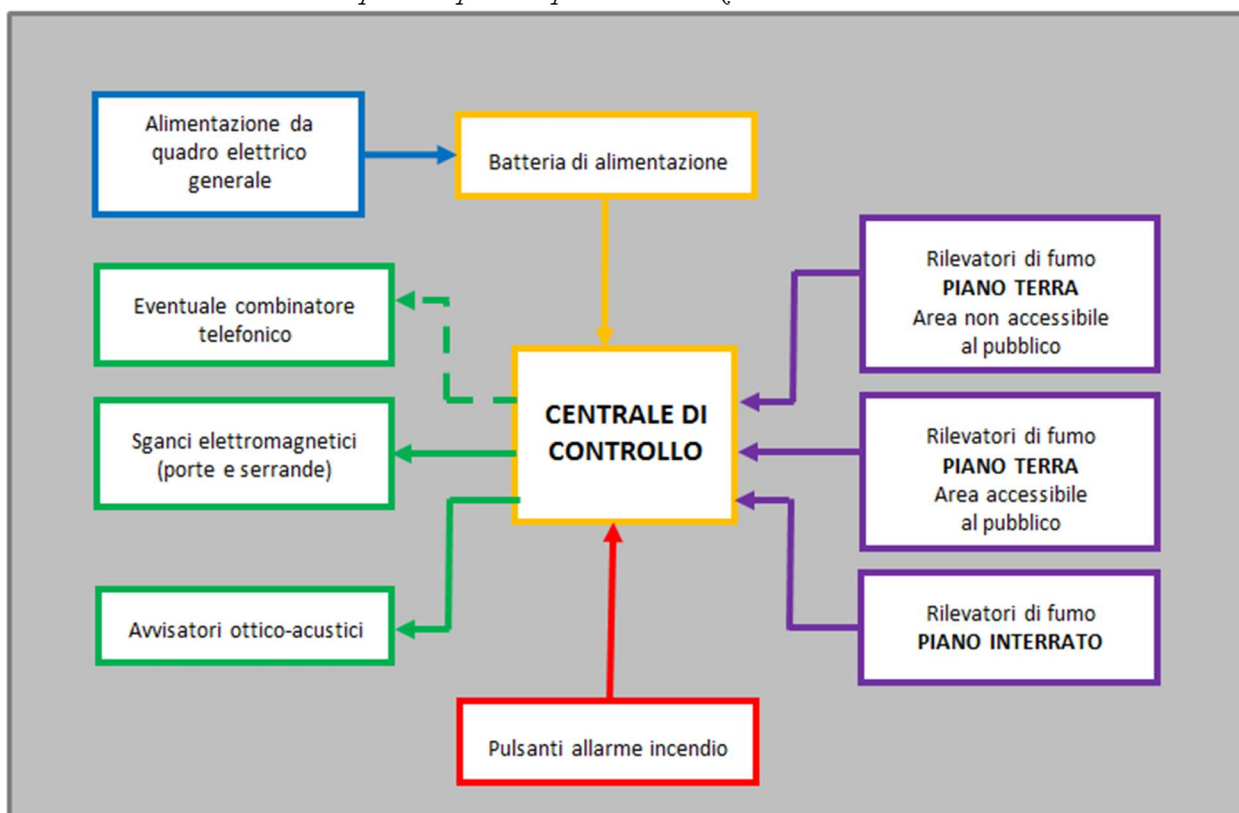 Alimentazione da
quadro elettrico
generale
Batteria di alimentazione
Rilevatori di fumo
PIANO TERRA
Area non accessibile
al pubblico
Eventuale combinatore
telefonico
CENTRALE DI
CONTROLLO
Sganci elettromagnetici
(porte e serrande)
Rilevatori di fumo
PIANO TERRA
Area accessibile
al pubblico
Avvisatori ottico-acustici
Rilevatori di fumo
PIANO INTERRATO
Pulsanti allarme incendio